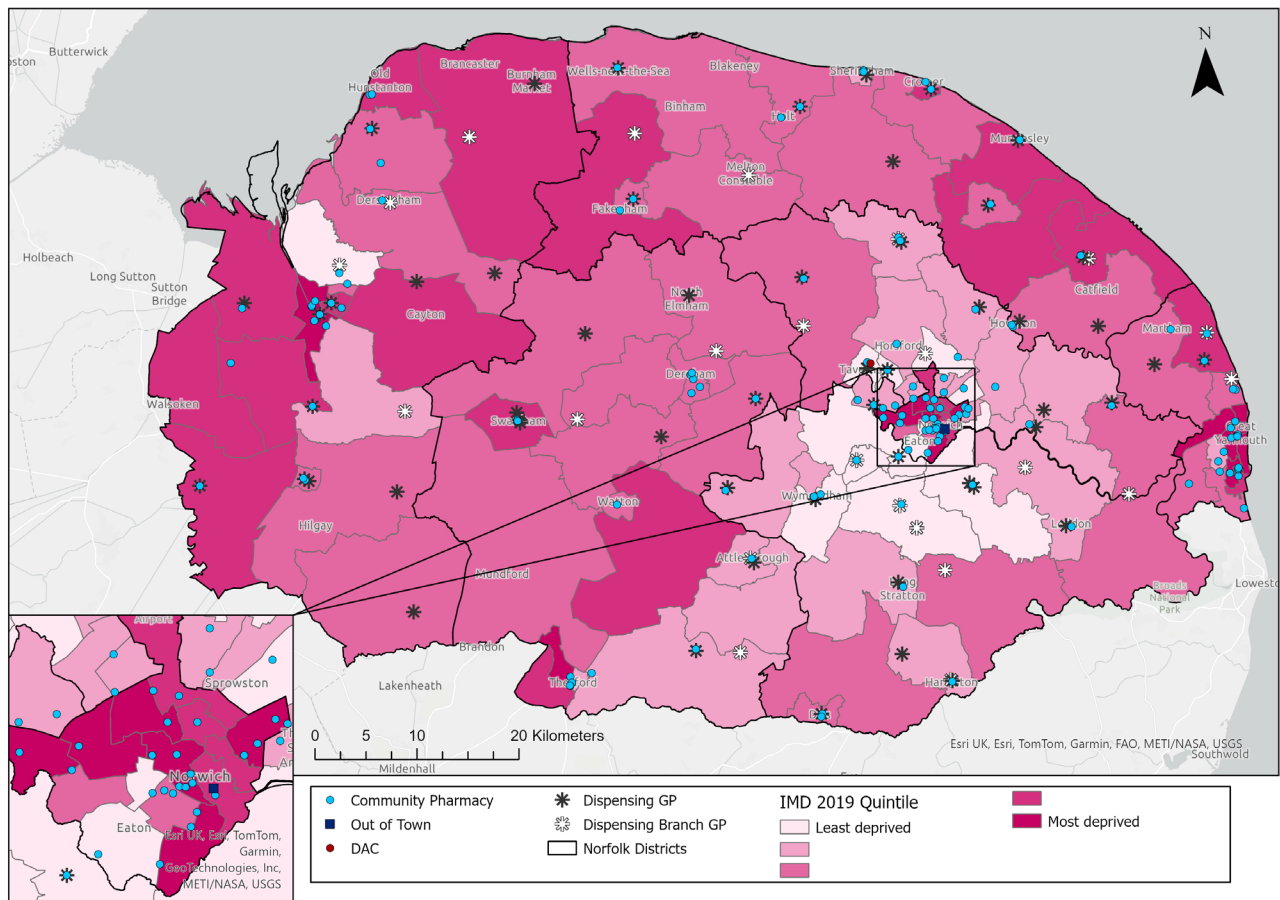 Butterwick
oston
N
Old
Hunstanton
Brancaster
Burnham
Market
Wells-next-the-Sea
Blakeney
Sheringham
Cromer
Binham
Holt
Mundesley
Melton
Constable
Dersingham
Fakenham
Holbeach
Long Sutton
Sutton
Bridge
Gayton
North
Elmham
Catfield
Martham
Horsford
Hoveton
Taverham
Dereham
Walsoken
Swaffham
Norwich
Eaton
Great
Yarmouth
Watton
Wymondham
Loddon
Hilgay
Mundford
Attleborough
Long
Stratton
Broads
National
Park
Lowesto
Brandon
Lakenheath
Thetford
Harleston
Diss
0 5 10 20 Kilometers
Mildenhall
Esri UK, Esri, TomTom, Garmin, FAO, METI/NASA, USGS
Southwold
Airport
Sprowston
Norwich
Eaton
Esri UK, Esri, TomTom,
Garmin,
GeoTechnologies, Inc,
METI/NASA, USGS
Community Pharmacy
Out of Town
DAC
Dispensing GP
Dispensing Branch GP
Norfolk Districts
IMD 2019 Quintile
Least deprived
Most deprived